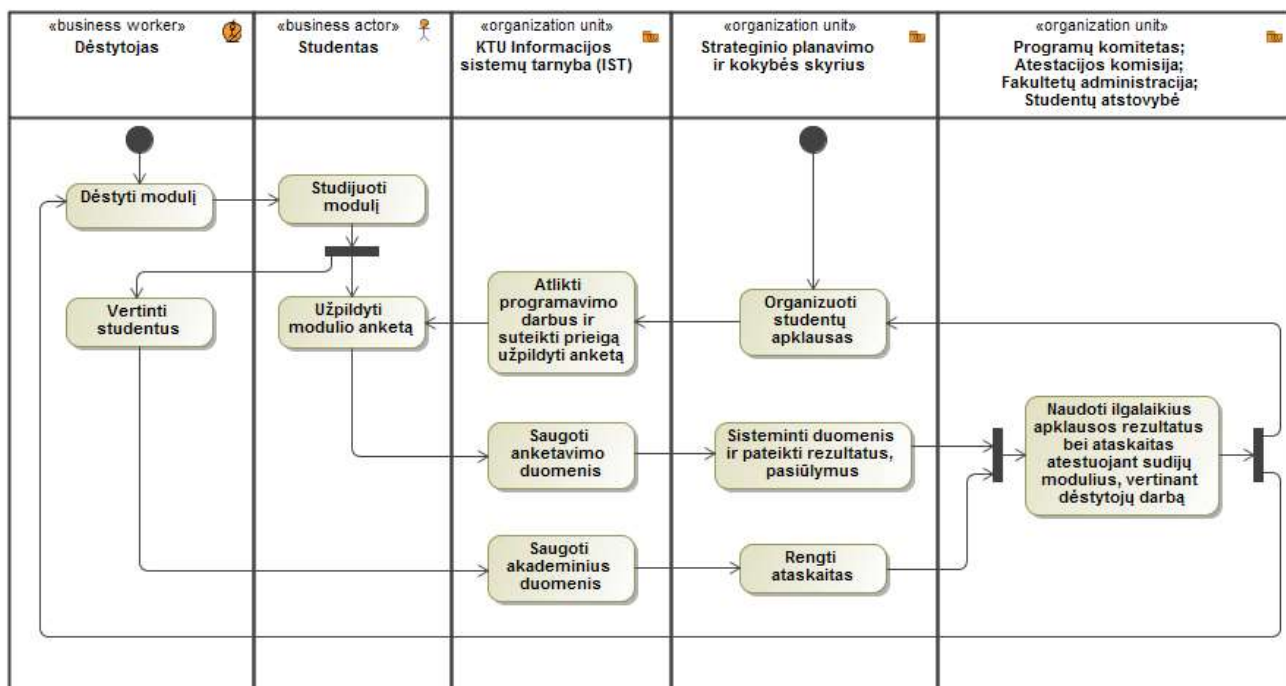 «business worker»
Dėstytojas
«business actor»
Studentas
«organization unit»
KTU Informacijos
sistemų tarnyba (IST)
«organization unit»
Strateginio planavimo
ir kokybės skyrius
«organization unit»
Programų komitetas;
Atestacijos komisija;
Fakultetų administracija;
Studentų atstovybė
Dėstyti modulį
Studijuoti
modulį
Vertinti
studentus
Užpildyti
modulio anketą
Atlikti
programavimo
darbus ir
suteikti prieigą
užpildyti anketą
Organizuoti
studentų
apklausas
Saugoti
anketavimo
duomenis
Sisteminti duomenis
ir pateikti rezultatus,
pasiūlymus
Naudoti ilgalaikius
apklausos rezultatus
bei ataskaitas
atestuojant sudijų
modulius, vertinant
dėstytojų darbą
Saugoti
akademinius
duomenis
Rengti
ataskaitas